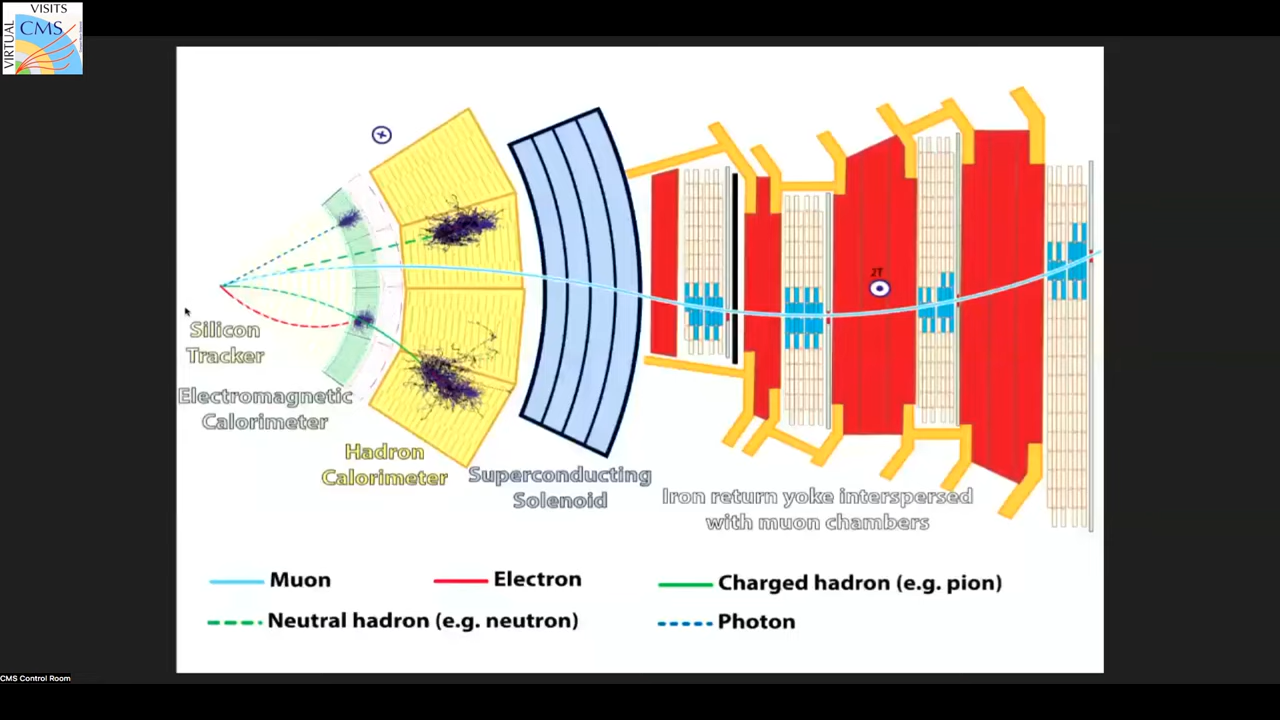 VISITS
VIRTUAL
CMS
2T
Silicon
Tracker
Electromagnetic
Calorimeter
Hadron
Calorimeter
Superconducting
Solenoid
Iron return yoke interspersed
with muon chambers
Muon
Electron
Charged hadron (e.g. pion)
Neutral hadron (e.g. neutron)
Photon
CMS Control Room